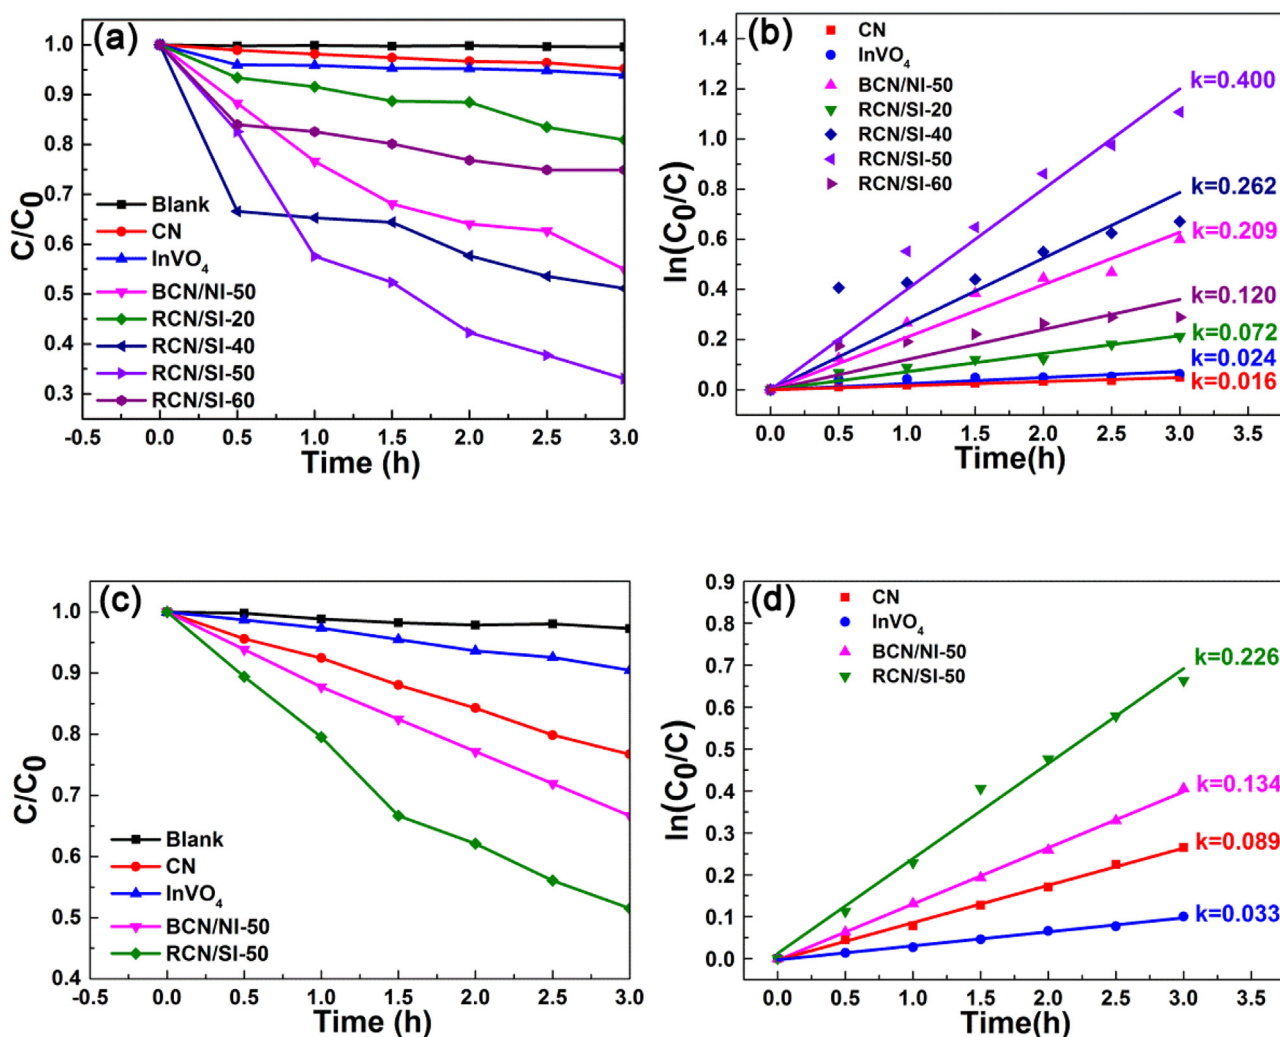 (a)
C/C0
1.0
0.9
0.8
0.7
0.6
0.5
0.4
0.3
Blank
CN
InVO4
BCN/NI-50
RCN/SI-20
RCN/SI-40
RCN/SI-50
RCN/SI-60
-0.5 0.0 0.5 1.0 1.5 2.0 2.5 3.0
Time (h)
(b)
ln(C0/C)
1.4
1.2
1.0
0.8
0.6
0.4
0.2
0.0
CN
InVO4
BCN/NI-50
RCN/SI-20
RCN/SI-40
RCN/SI-50
RCN/SI-60
k=0.400
k=0.262
k=0.209
k=0.120
k=0.072
k=0.024
k=0.016
0.0 0.5 1.0 1.5 2.0 2.5 3.0 3.5
Time(h)
(c)
C/C0
1.0
0.9
0.8
0.7
0.6
0.5
0.4
Blank
CN
InVO4
BCN/NI-50
RCN/SI-50
-0.5 0.0 0.5 1.0 1.5 2.0 2.5 3.0
Time (h)
(d)
ln(C0/C)
0.9
0.8
0.7
0.6
0.5
0.4
0.3
0.2
0.1
0.0
CN
InVO4
BCN/NI-50
RCN/SI-50
k=0.226
k=0.134
k=0.089
k=0.033
0.0 0.5 1.0 1.5 2.0 2.5 3.0 3.5
Time(h)